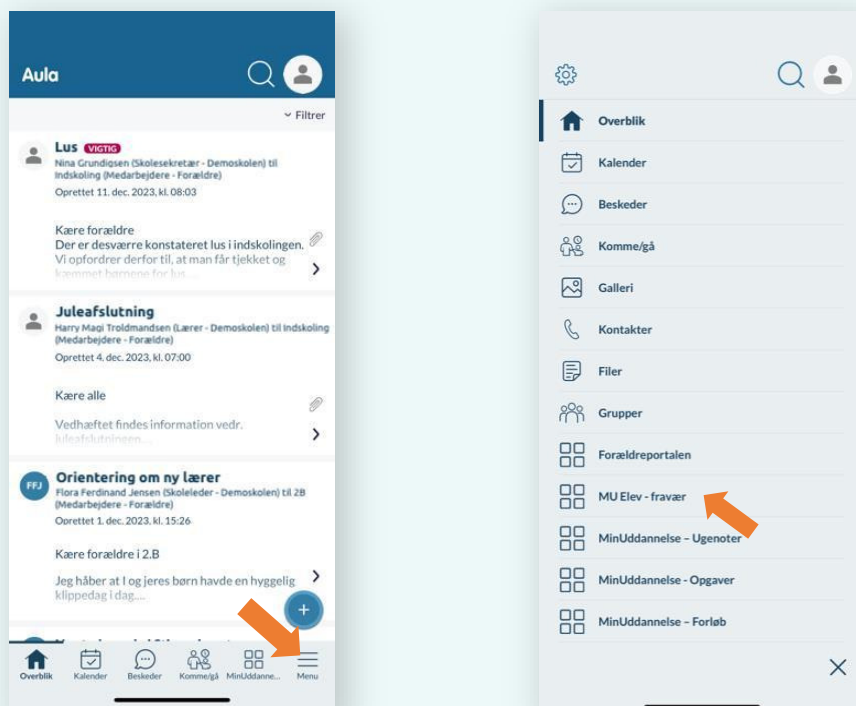 Aula
Filtrer
Lus VIGTIG
Nina Grundigsen (Skolesekretær - Demoskolen) til
Indskoling (Medarbejdere - Forældre)
Oprettet 11. dec. 2023, kl. 08:03
Kære forældre
Der er desværre konstateret lus i indskolingen.
Vi opfordrer derfor til, at man får tjekket og
kæmmet børnene for lus....
Juleafslutning
Harry Magi Troldmandsen (Lærer - Demoskolen) til Indskoling
(Medarbejdere - Forældre)
Oprettet 4. dec. 2023, kl. 07:00
Kære alle
Vedhæftet findes information vedr.
juleafslutningen....
FFJ
Orientering om ny lærer
Flora Ferdinand Jensen (Skoleleder - Demoskolen) til 2B
(Medarbejdere - Forældre)
Oprettet 1. dec. 2023, kl. 15:26
Kære forældre i 2.B
Jeg håber at I og jeres børn havde en hyggelig
klippedag i dag....
Overblik Kalender Beskeder Komme/gå MinUddanne... Menu
Overblik
Kalender
Beskeder
Komme/gå
Galleri
Kontakter
Filer
Grupper
Forældreportalen
MU Elev - fravær
MinUddannelse – Ugenoter
MinUddannelse - Opgaver
MinUddannelse – Forløb